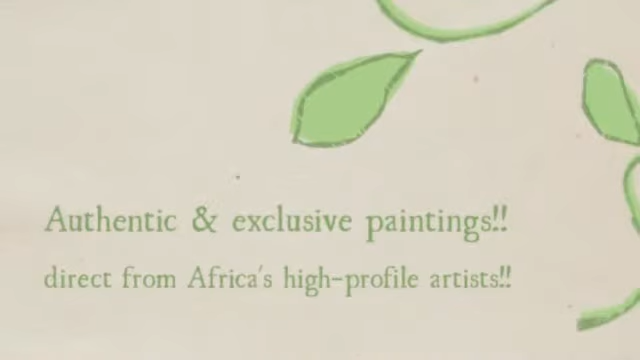 Authentic & exclusive paintings!!
direct from Africa's high-profile artists!!